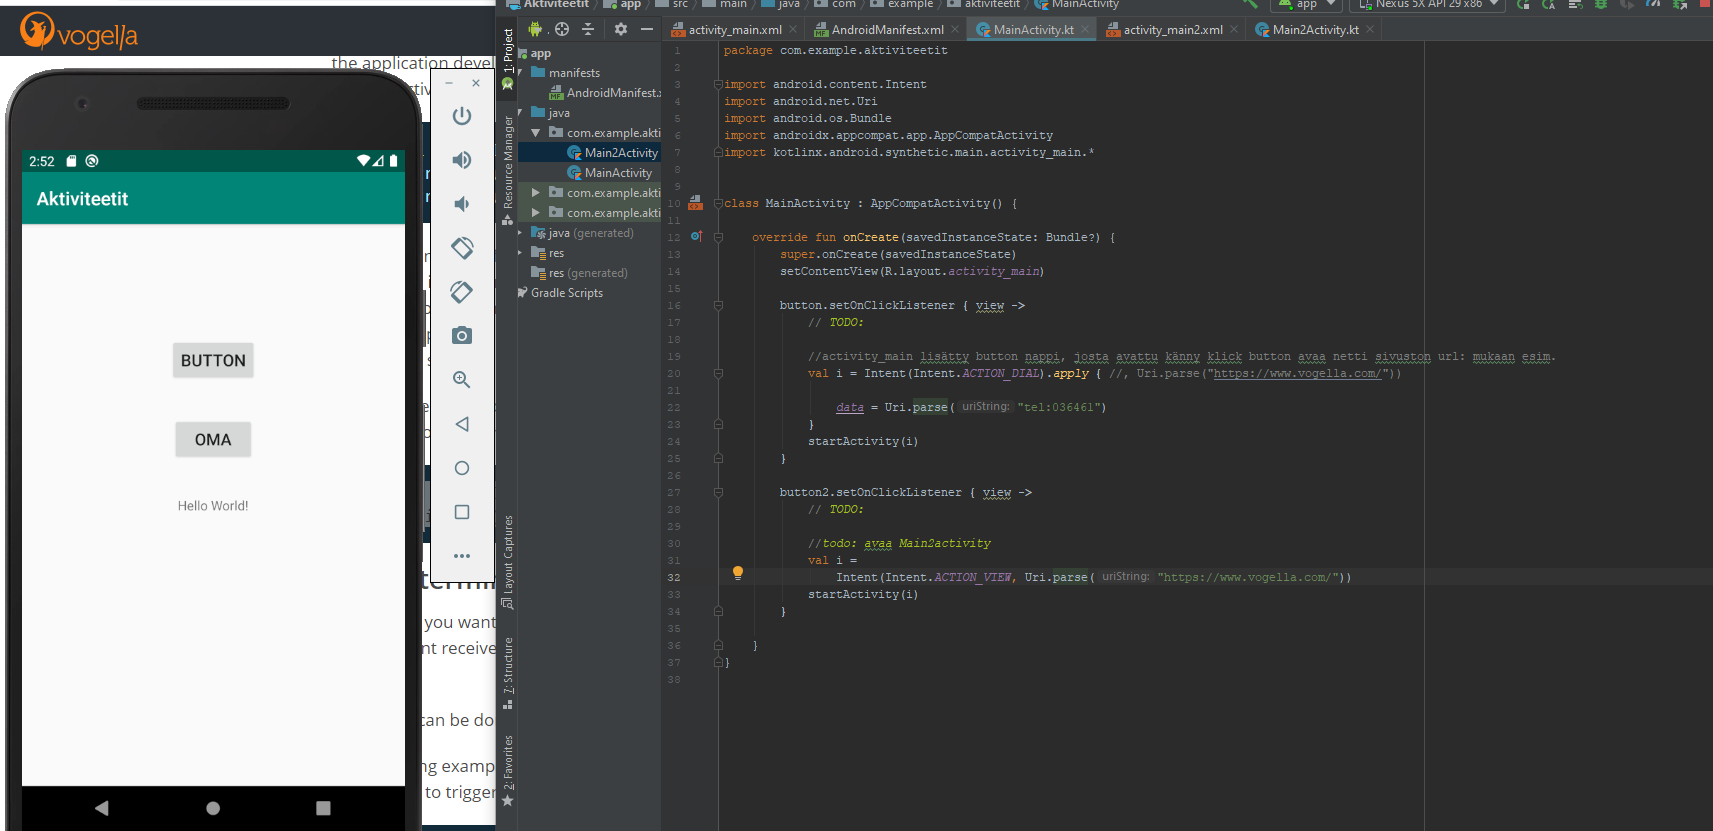 vogella
the application devel
2:52
Aktiviteetit
BUTTON
OMA
Hello World!
you want
nt receive
can be do
ng examp
to trigger
Aktiviteetit
app
src
main
java
com
example
aktiviteetit
MainActivity
app
Nexus 5X API 29 x86
1: Project
Resource Manager
Layout Captures
7: Structure
2: Favorites
app
manifests
AndroidManifest.x
java
com.example.akti
Main2Activity
MainActivity
com.example.akti
com.example.akti
java (generated)
res
res (generated)
Gradle Scripts
activity_main.xml
AndroidManifest.xml
MainActivity.kt
activity_main2.xml
Main2Activity.kt
1 package com.example.aktiviteetit
2
3 import android.content.Intent
4 import android.net.Uri
5 import android.os.Bundle
6 import androidx.appcompat.app.AppCompatActivity
7 import kotlinx.android.synthetic.main.activity_main.*
8
9
10 class MainActivity : AppCompatActivity() {
11
12 override fun onCreate(savedInstanceState: Bundle?) {
13 super.onCreate(savedInstanceState)
14 setContentView(R.layout.activity_main)
15
16 button.setOnClickListener { view ->
17 // TODO:
18
19 //activity_main lisätty button nappi, josta avattu känny klick button avaa netti sivuston url: mukaan esim.
20 val i = Intent(Intent.ACTION_DIAL).apply { //, Uri.parse("https://www.vogella.com/"))
21
22 data = Uri.parse( uriString: "tel:036461")
23 }
24 startActivity(i)
25 }
26
27 button2.setOnClickListener { view ->
28 // TODO:
29
30 //todo: avaa Main2activity
31 val i =
32 Intent(Intent.ACTION_VIEW, Uri.parse( uriString: "https://www.vogella.com/"))
33 startActivity(i)
34 }
35
36 }
37 }
38